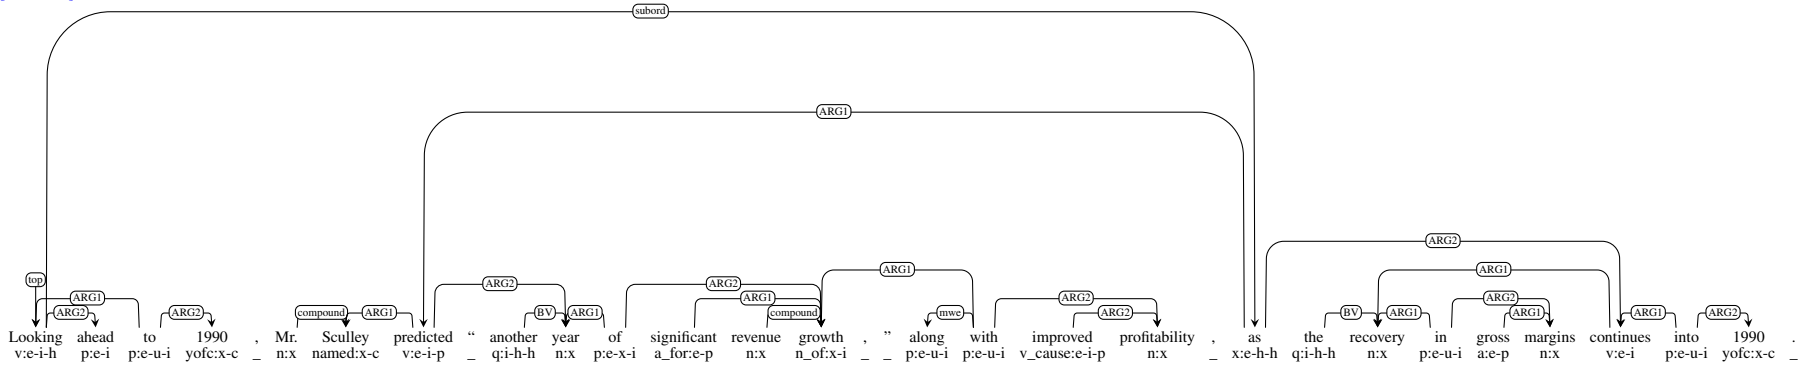 subord
ARG1
ARG2
top ARG2 ARG2 ARG1 ARG1
ARG1 ARG1 ARG2 ARG2
ARG2 ARG2 compound ARG1 BV ARG1 compound mwe ARG2 BV ARG1 ARG1 ARG1 ARG2
Looking ahead to 1990 , Mr. Sculley predicted “ another year of significant revenue growth , ” along with improved profitability , as the recovery in gross margins continues into 1990 .
v:e-i-h p:e-i p:e-u-i yofc:x-c _ n:x named:x-c v:e-i-p _ q:i-h-h n:x p:e-x-i a_for:e-p n:x n_of:x-i _ _ p:e-u-i p:e-u-i v_cause:e-i-p n:x _ x:e-h-h q:i-h-h n:x p:e-u-i a:e-p n:x v:e-i p:e-u-i yofc:x-c _